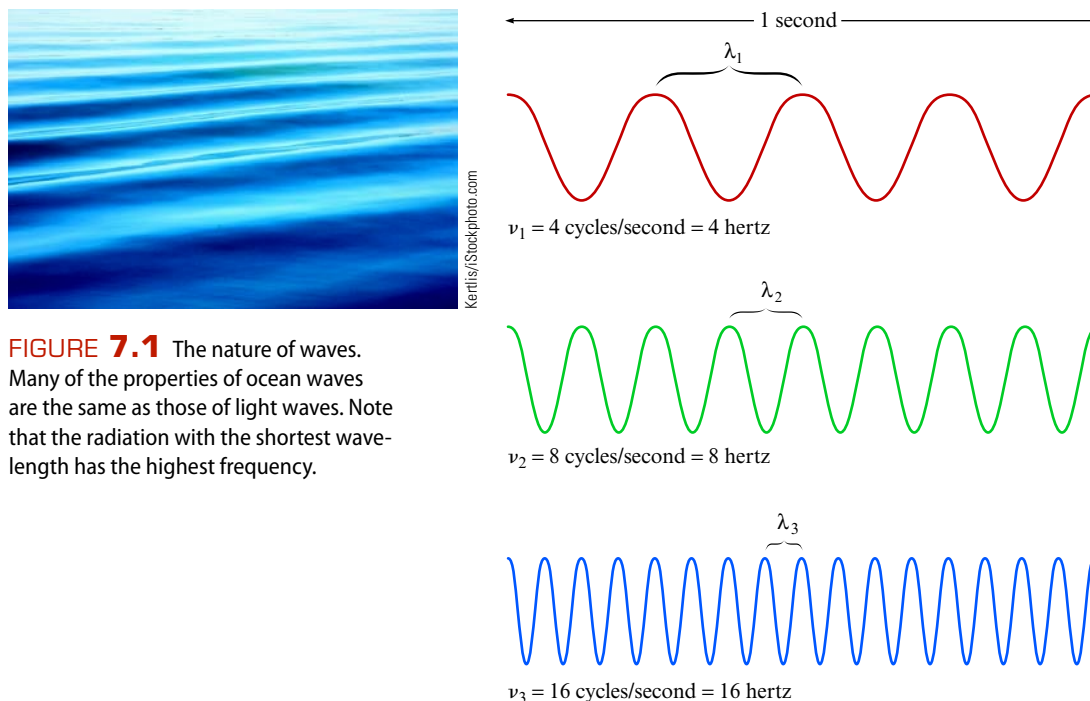 Kertlis/iStockphoto.com
FIGURE 7.1 The nature of waves.
Many of the properties of ocean waves
are the same as those of light waves. Note
that the radiation with the shortest wave-
length has the highest frequency.
1 second
λ₁
ν₁ = 4 cycles/second = 4 hertz
λ₂
ν₂ = 8 cycles/second = 8 hertz
λ₃
ν₃ = 16 cycles/second = 16 hertz